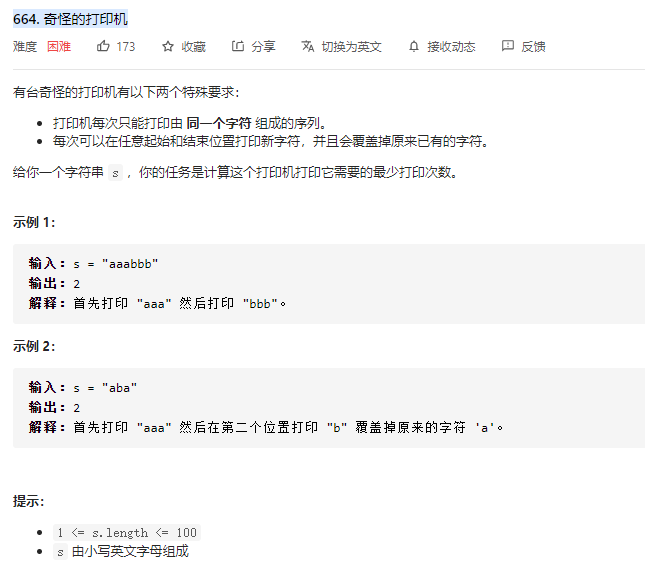 664. 奇怪的打印机
难度 困难 173 收藏 分享 切换为英文 接收动态 反馈
有台奇怪的打印机有以下两个特殊要求：
打印机每次只能打印由 同一个字符 组成的序列。
每次可以在任意起始和结束位置打印新字符，并且会覆盖掉原来已有的字符。
给你一个字符串 s ，你的任务是计算这个打印机打印它需要的最少打印次数。
示例 1：
输入：s = "aaabbb"
输出：2
解释：首先打印 "aaa" 然后打印 "bbb"。
示例 2：
输入：s = "aba"
输出：2
解释：首先打印 "aaa" 然后在第二个位置打印 "b" 覆盖掉原来的字符 'a'。
提示：
1 <= s.length <= 100
s 由小写英文字母组成